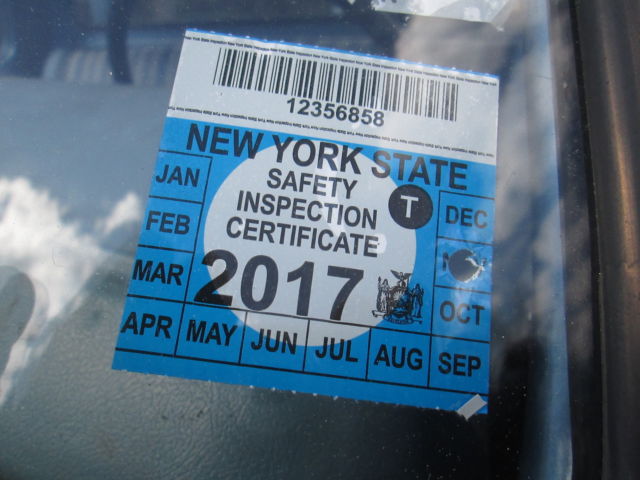 12356858
NEW YORK STATE
SAFETY
INSPECTION
CERTIFICATE
T
2017
JAN
FEB
MAR
APR MAY JUN JUL AUG SEP
OCT
DEC